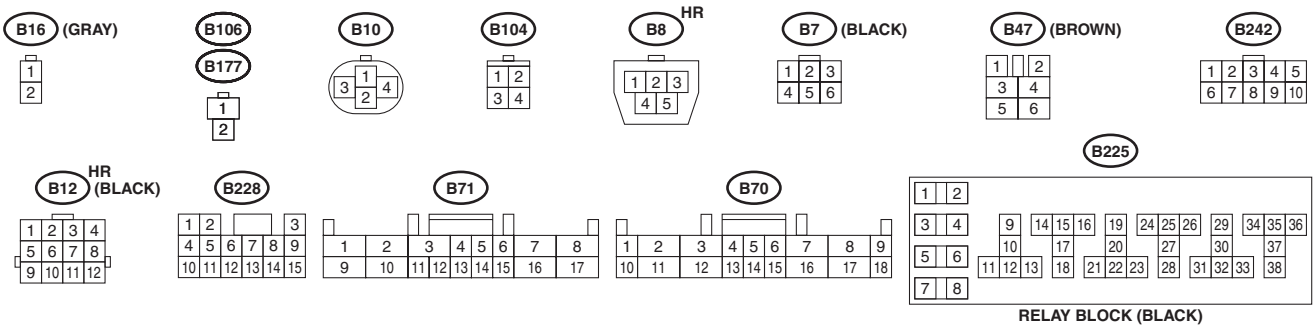 B16 (GRAY) B106 B10 B104 B8 HR B7 (BLACK) B47 (BROWN) B242
B177
1 1 3 1 4 1 2 1 2 3 1 2 3 1 2 1 2 3 4 5
2 2 2 3 4 4 5 4 5 6 3 4 6 7 8 9 10
5 6
B12 HR (BLACK) B228 B71 B70 B225
1 2 3 4
5 6 7 8
9 10 11 12
1 2 3
4 5 6 7 8 9
10 11 12 13 14 15
1 2 3 4 5 6 7 8
9 10 11 12 13 14 15 16 17
1 2 3 4 5 6 7 8 9
10 11 12 13 14 15 16 17 18
1 2
3 4 9 14 15 16 19 24 25 26 29 34 35 36
10 17 20 27 30 37
5 6 11 12 13 18 21 22 23 28 31 32 33 38
7 8
RELAY BLOCK (BLACK)